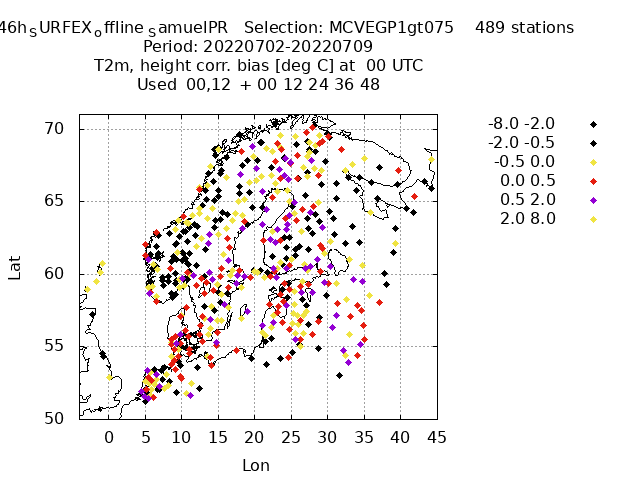 46hSURFEXoffline SamuelPR Selection: MCVEGP1gt075 489 stations
Period: 20220702-20220709
T2m, height corr. bias [deg C] at 00 UTC
Used 00,12 + 00 12 24 36 48
70
-8.0 -2.0
-2.0 -0.5
-0.5 0.0
65
0.0 0.5
0.5 2.0
2.0 8.0
Lat
60
55
50
0 5 10 15 20 25 30 35 40 45
Lon